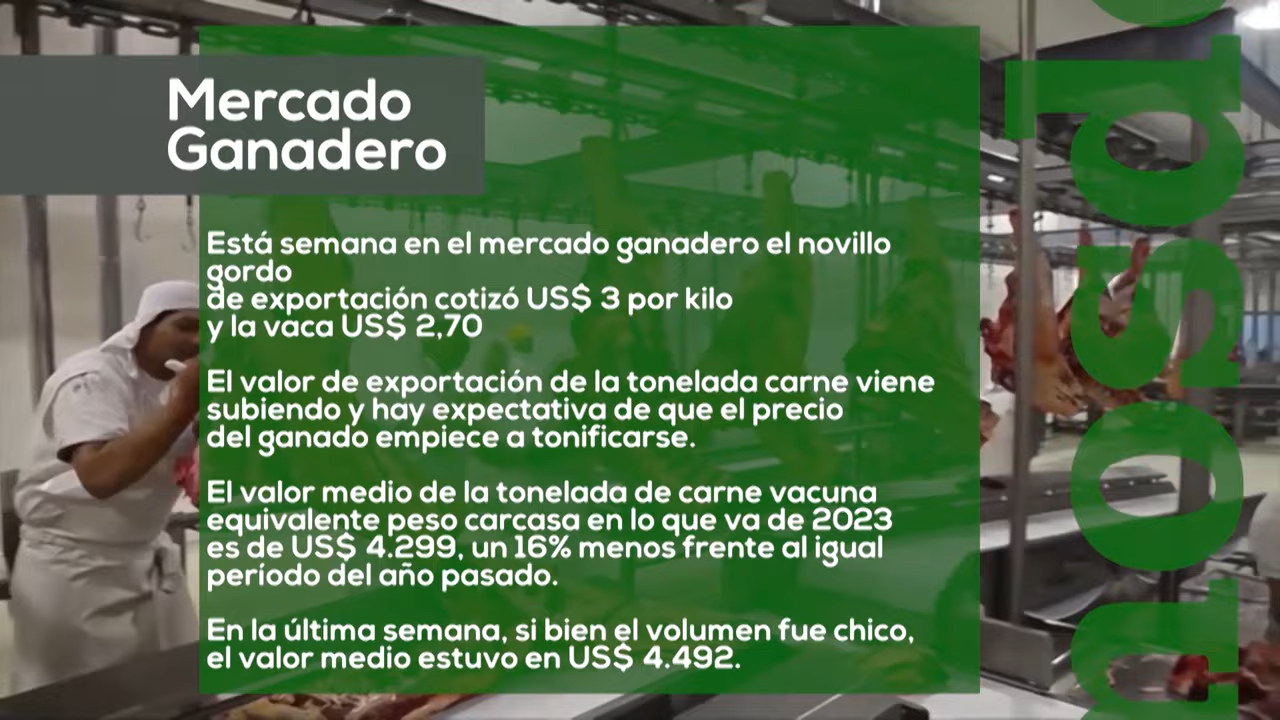 Mercado
Ganadero
Está semana en el mercado ganadero el novillo
gordo
de exportación cotizó US$ 3 por kilo
y la vaca US$ 2,70
El valor de exportación de la tonelada carne viene
subiendo y hay expectativa de que el precio
del ganado empiece a tonificarse.
El valor medio de la tonelada de carne vacuna
equivalente peso carcasa en lo que va de 2023
es de US$ 4.299, un 16% menos frente al igual
período del año pasado.
En la última semana, si bien el volumen fue chico,
el valor medio estuvo en US$ 4.492.